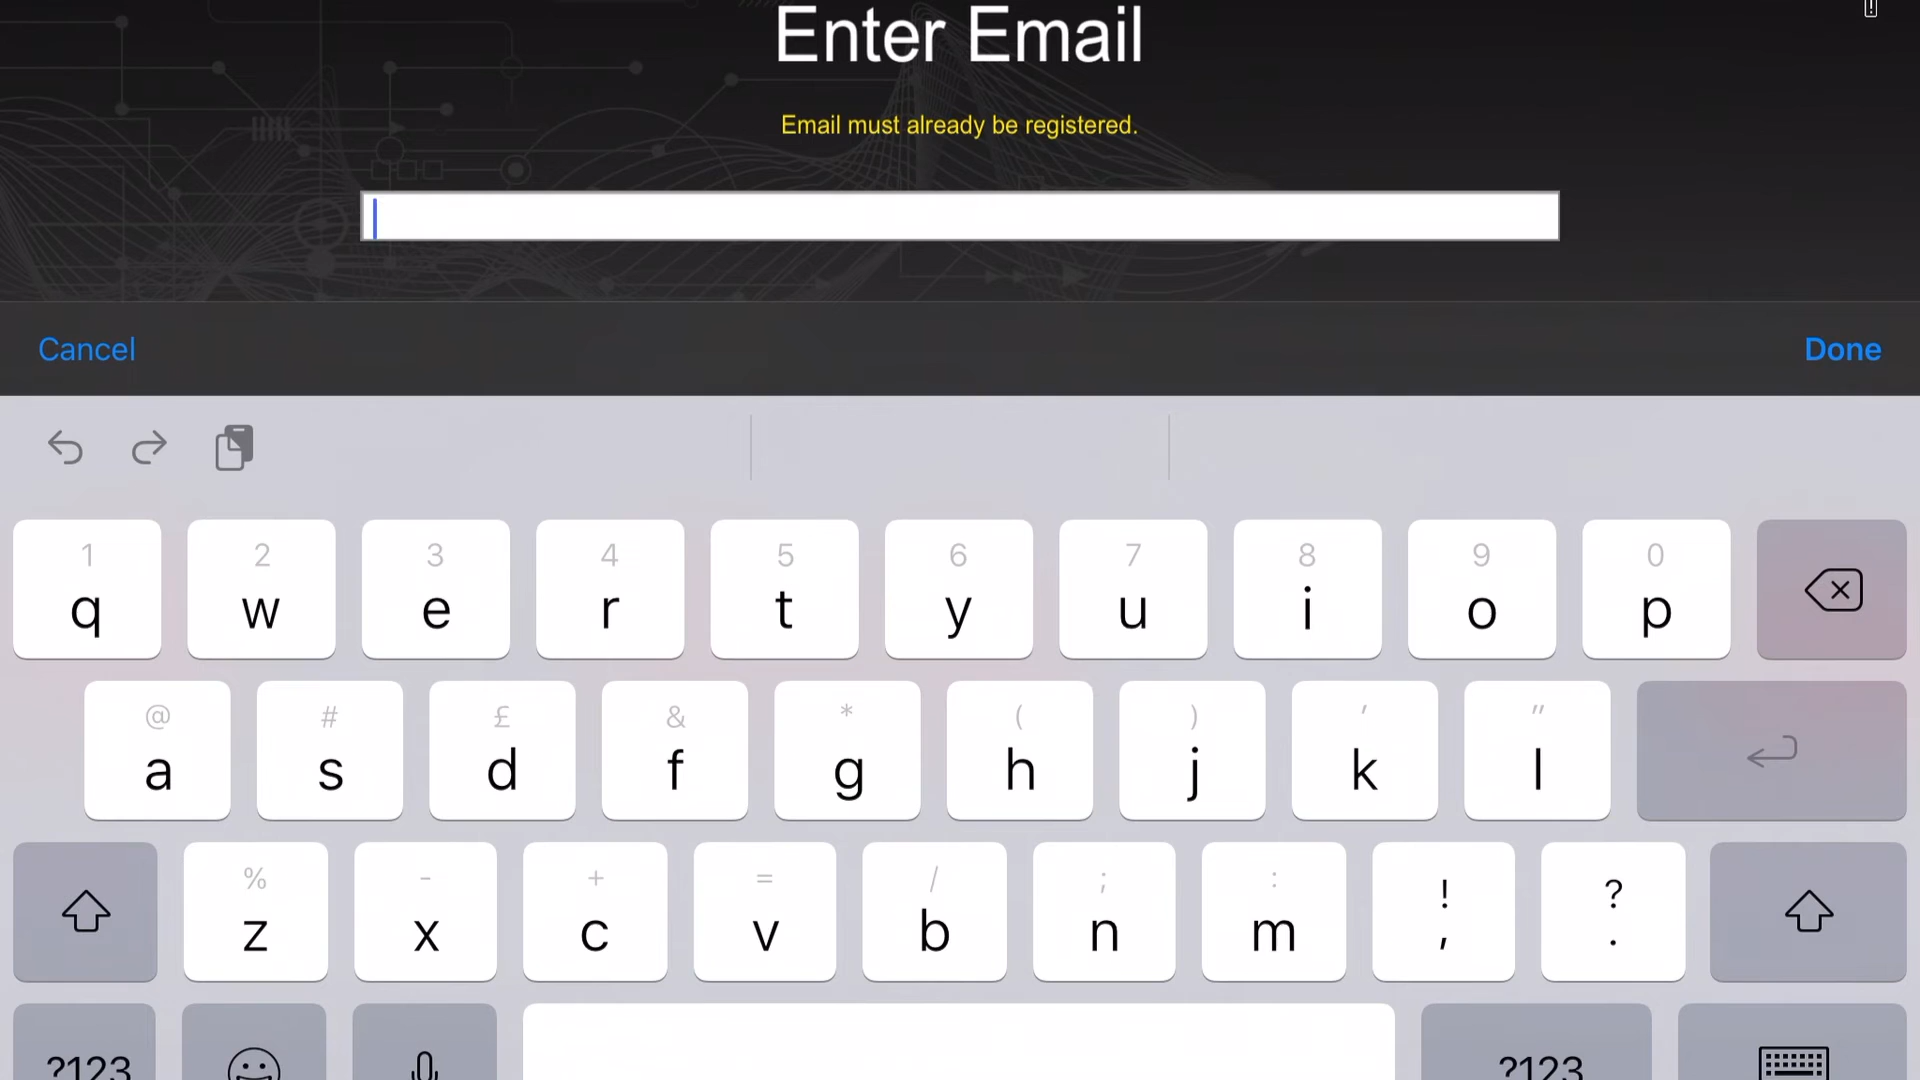 Enter Email
Email must already be registered.
Cancel
Done
1 2 3 4 5 6 7 8 9 0
q w e r t y u i o p
@ # £ & * ( ) ' "
a s d f g h j k l
% - + = / ; : ! ?
z x c v b n m , .
?123 ?123